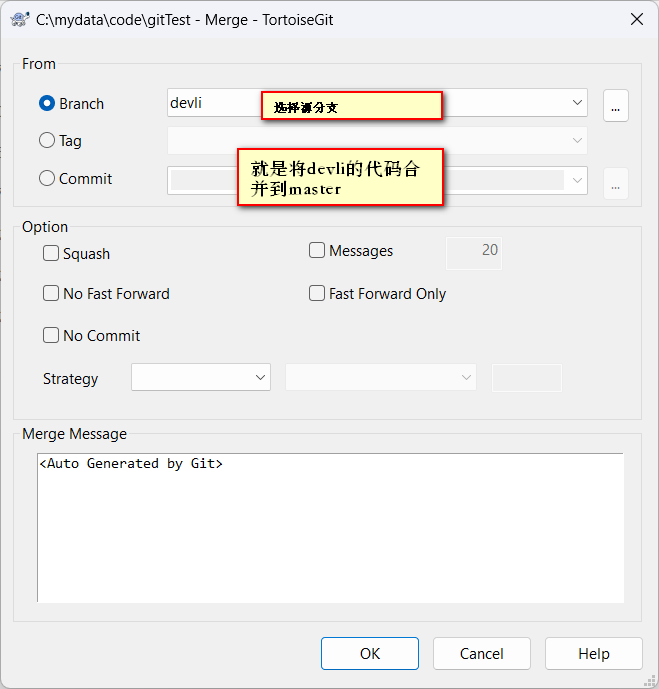 C:\mydata\code\gitTest - Merge - TortoiseGit
From
Branch
devli
选择源分支
...
Tag
就是将devli的代码合
并到master
Commit
...
Option
Squash
Messages
20
No Fast Forward
Fast Forward Only
No Commit
Strategy
Merge Message
<Auto Generated by Git>
OK
Cancel
Help